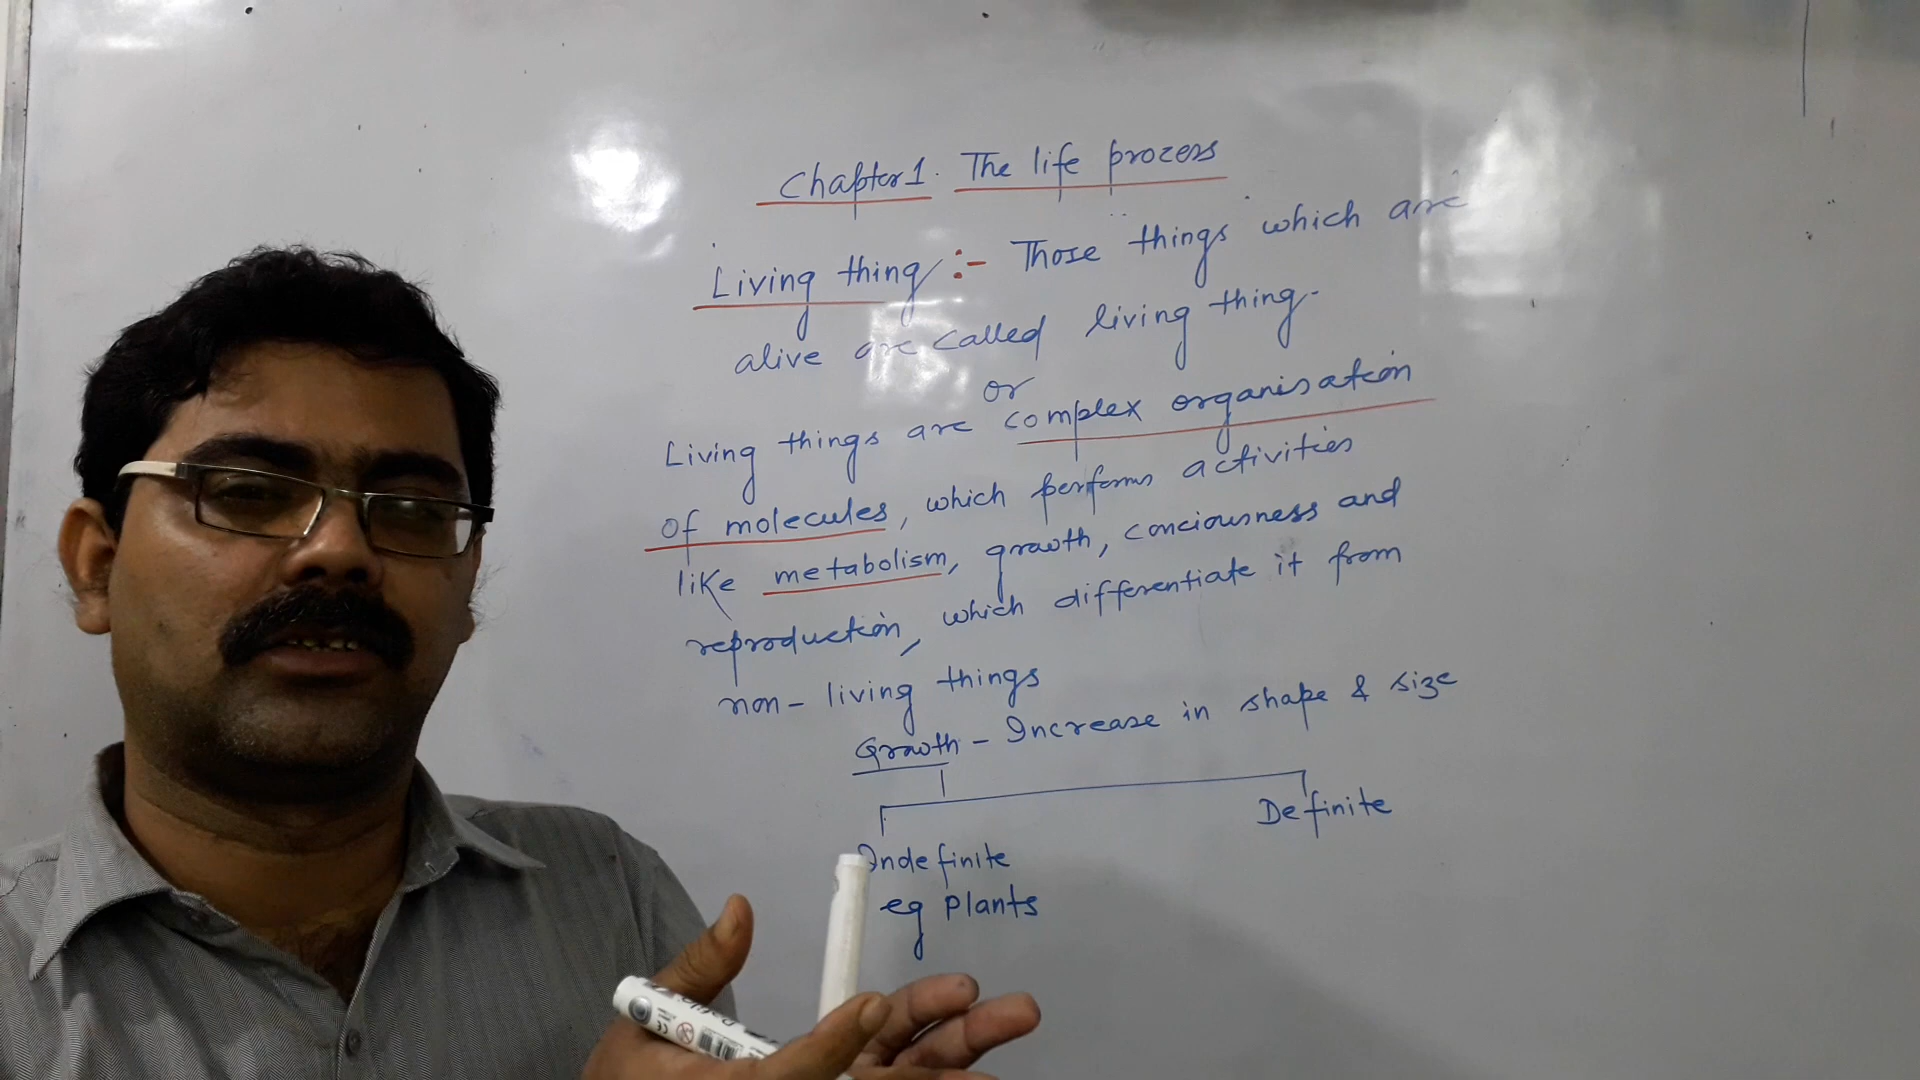 Chapter 1. The life process
Living thing :- Those things which are
alive are called living thing.
or
Living things are complex organisation
of molecules, which performs activities
like metabolism, growth, conciousness and
reproduction, which differentiate it from
non-living things
Growth - Increase in shape & size
Indefinite Definite
eg Plants